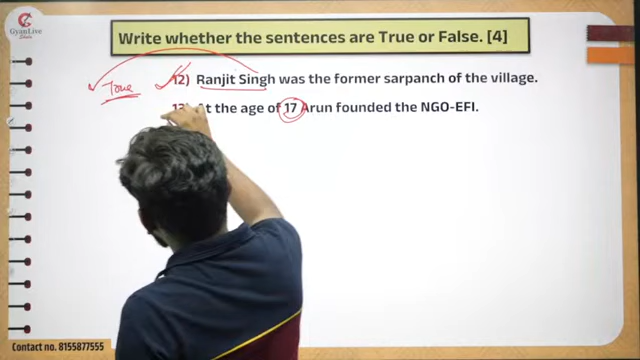 GyanLive
Write whether the sentences are True or False. [4]
True
12) Ranjit Singh was the former sarpanch of the village.
13) At the age of 17 Arun founded the NGO-EFI.
Contact no. 8155877555